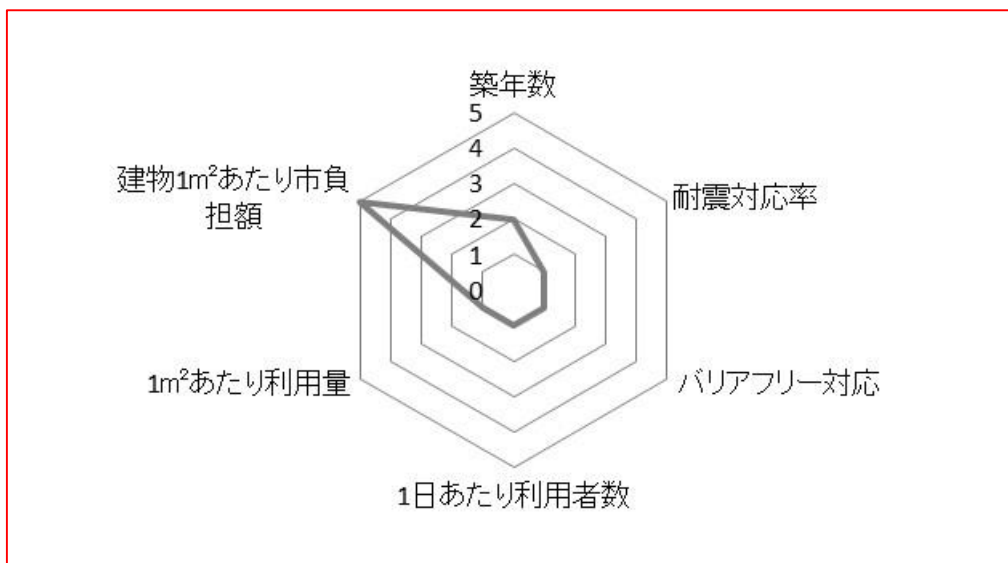 築年数
5
4
3
2
1
0
建物1m²あたり市負
担額
耐震対応率
1m²あたり利用量
バリアフリー対応
1日あたり利用者数